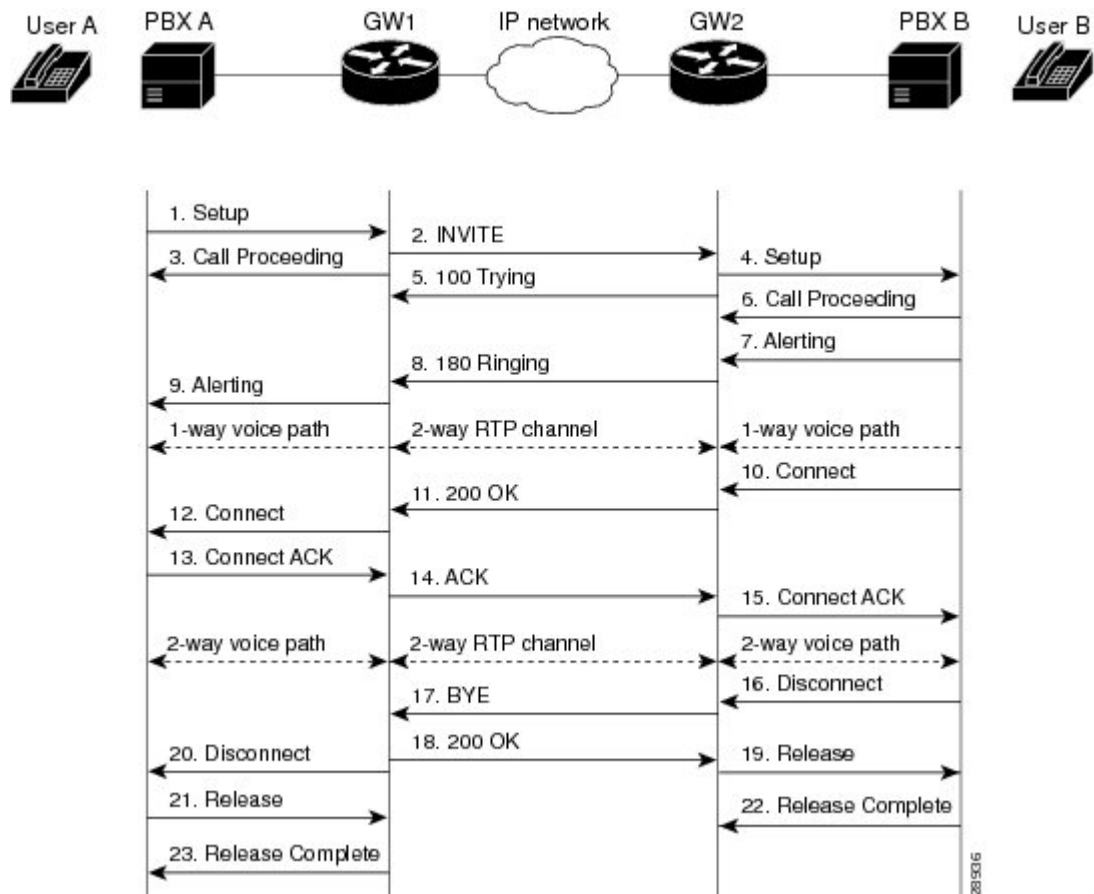 User A
PBX A
GW1
IP network
GW2
PBX B
User B
1. Setup
2. INVITE
3. Call Proceeding
4. Setup
5. 100 Trying
6. Call Proceeding
7. Alerting
8. 180 Ringing
9. Alerting
1-way voice path
2-way RTP channel
1-way voice path
10. Connect
11. 200 OK
12. Connect
13. Connect ACK
14. ACK
15. Connect ACK
2-way voice path
2-way RTP channel
2-way voice path
16. Disconnect
17. BYE
18. 200 OK
19. Release
20. Disconnect
21. Release
22. Release Complete
23. Release Complete
28936